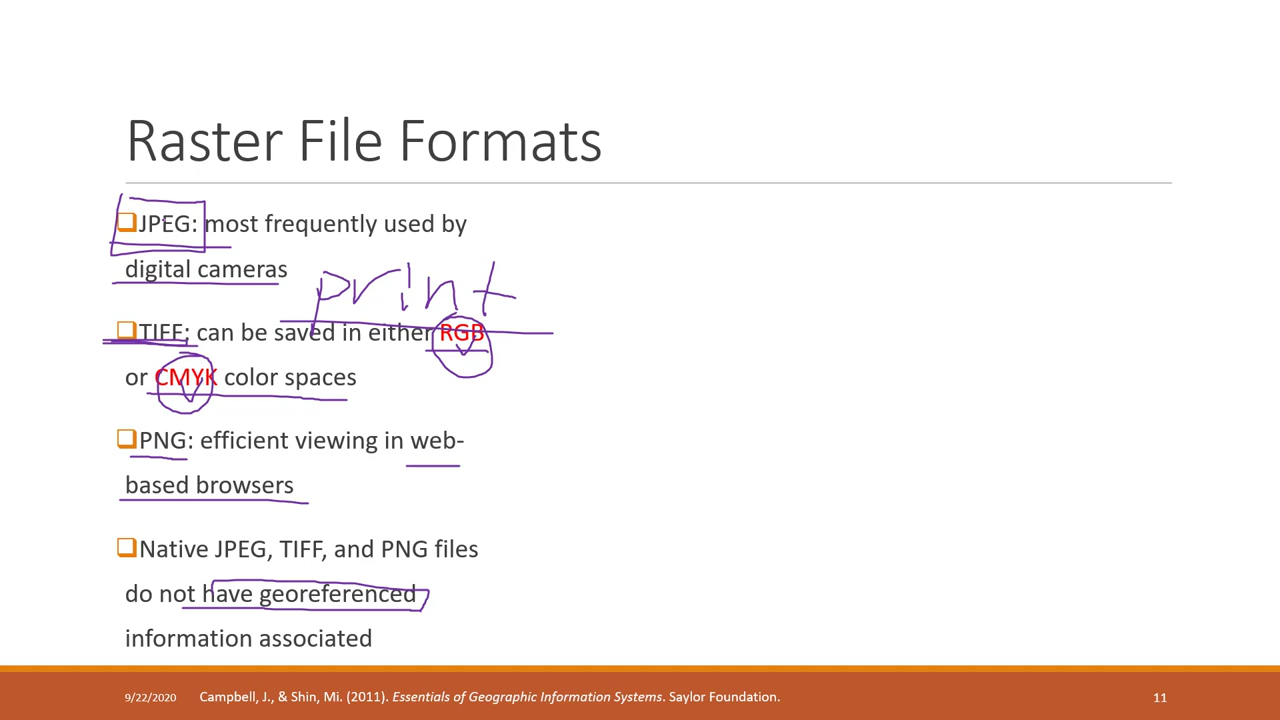 Raster File Formats
JPEG: most frequently used by
digital cameras
print
TIFF: can be saved in either RGB
or CMYK color spaces
PNG: efficient viewing in web-
based browsers
Native JPEG, TIFF, and PNG files
do not have georeferenced
information associated
9/22/2020 Campbell, J., & Shin, Mi. (2011). Essentials of Geographic Information Systems. Saylor Foundation. 11